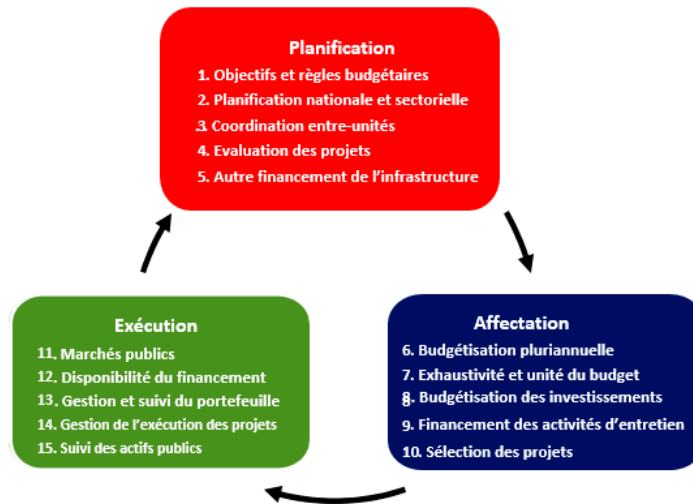 Planification
1. Objectifs et règles budgétaires
2. Planification nationale et sectorielle
3. Coordination entre-unités
4. Evaluation des projets
5. Autre financement de l'infrastructure
Exécution
11. Marchés publics
12. Disponibilité du financement
13. Gestion et suivi du portefeuille
14. Gestion de l'exécution des projets
15. Suivi des actifs publics
Affectation
6. Budgétisation pluriannuelle
7. Exhaustivité et unité du budget
8. Budgétisation des investissements
9. Financement des activités d'entretien
10. Sélection des projets